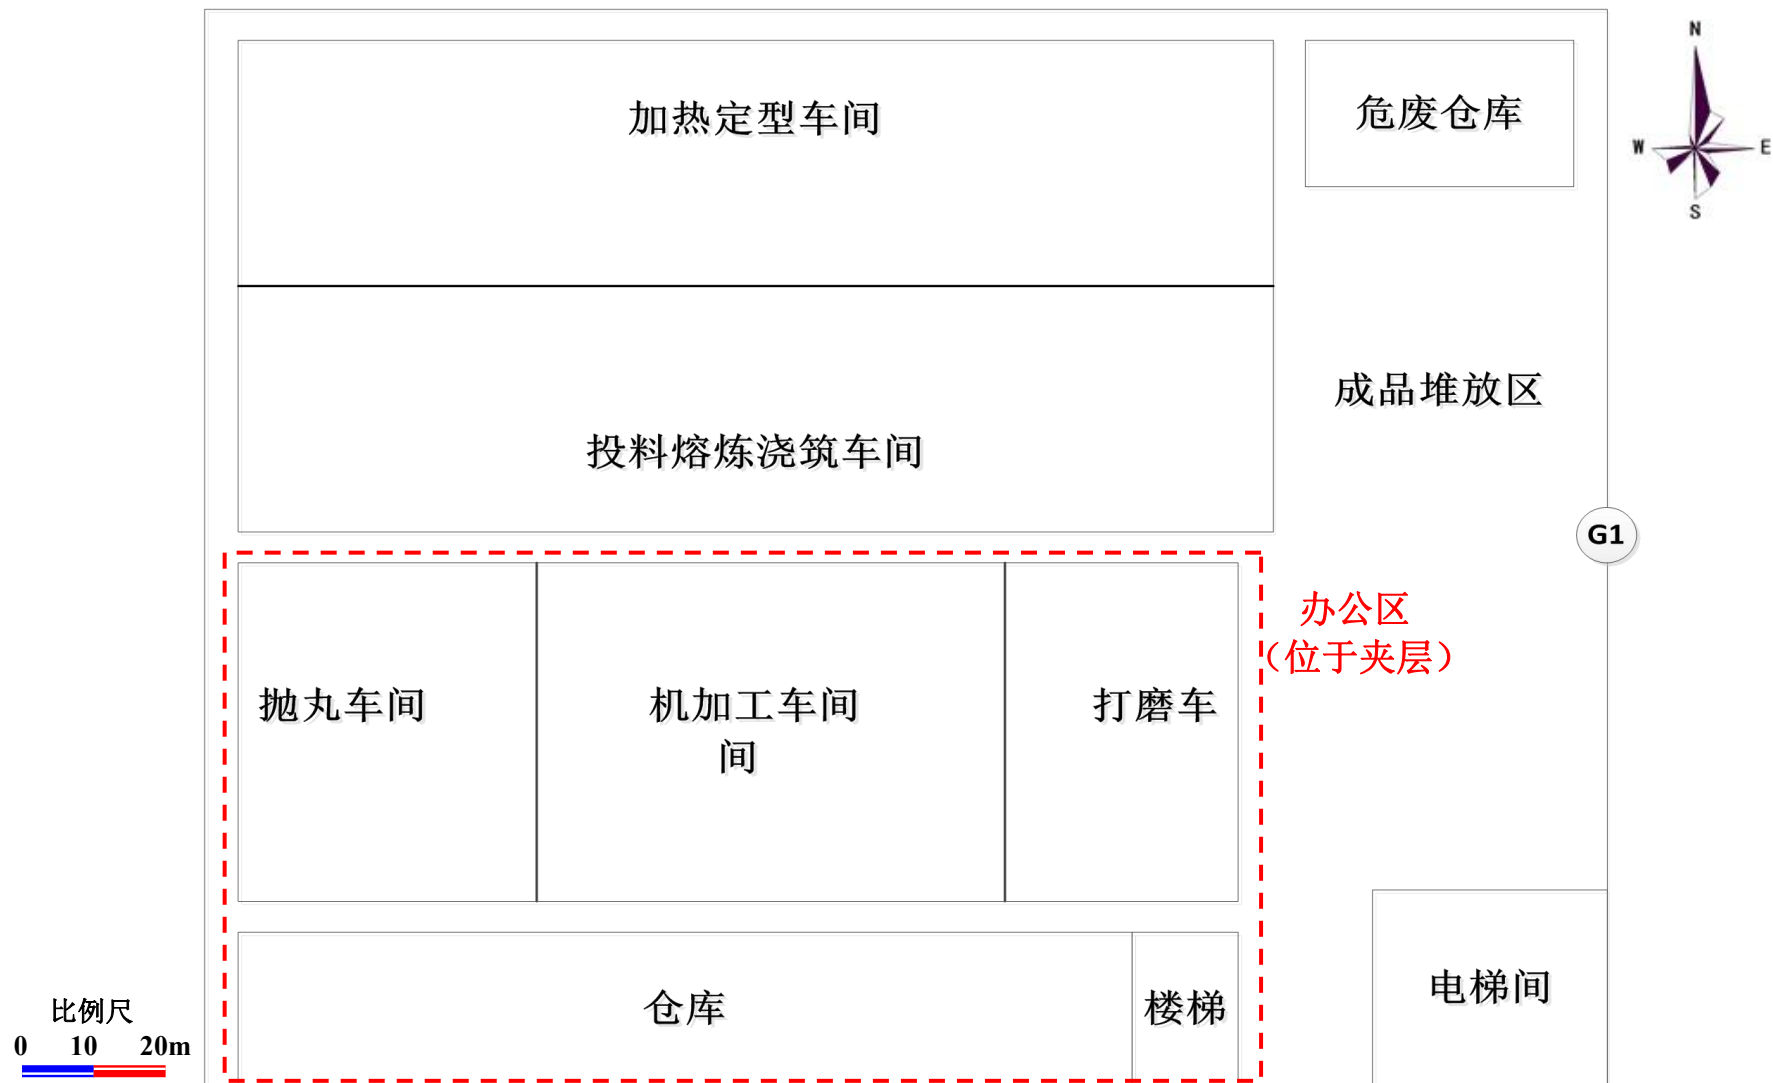 N
加热定型车间
危废仓库
W
E
S
成品堆放区
投料熔炼浇筑车间
G1
办公区
（位于夹层）
抛丸车间
机加工车间
间
打磨车
电梯间
仓库
楼梯
比例尺
0 10 20m